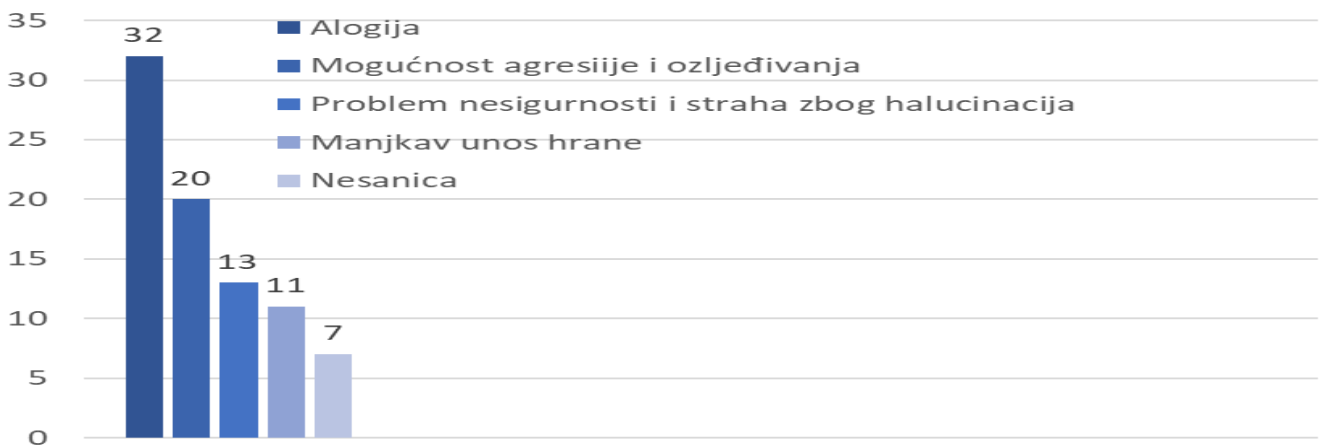 35
30
25
20
15
10
5
0
32
20
13
11
7
Alogija
Mogućnost agresiije i ozljeđivanja
Problem nesigurnosti i straha zbog halucinacija
Manjkav unos hrane
Nesanica